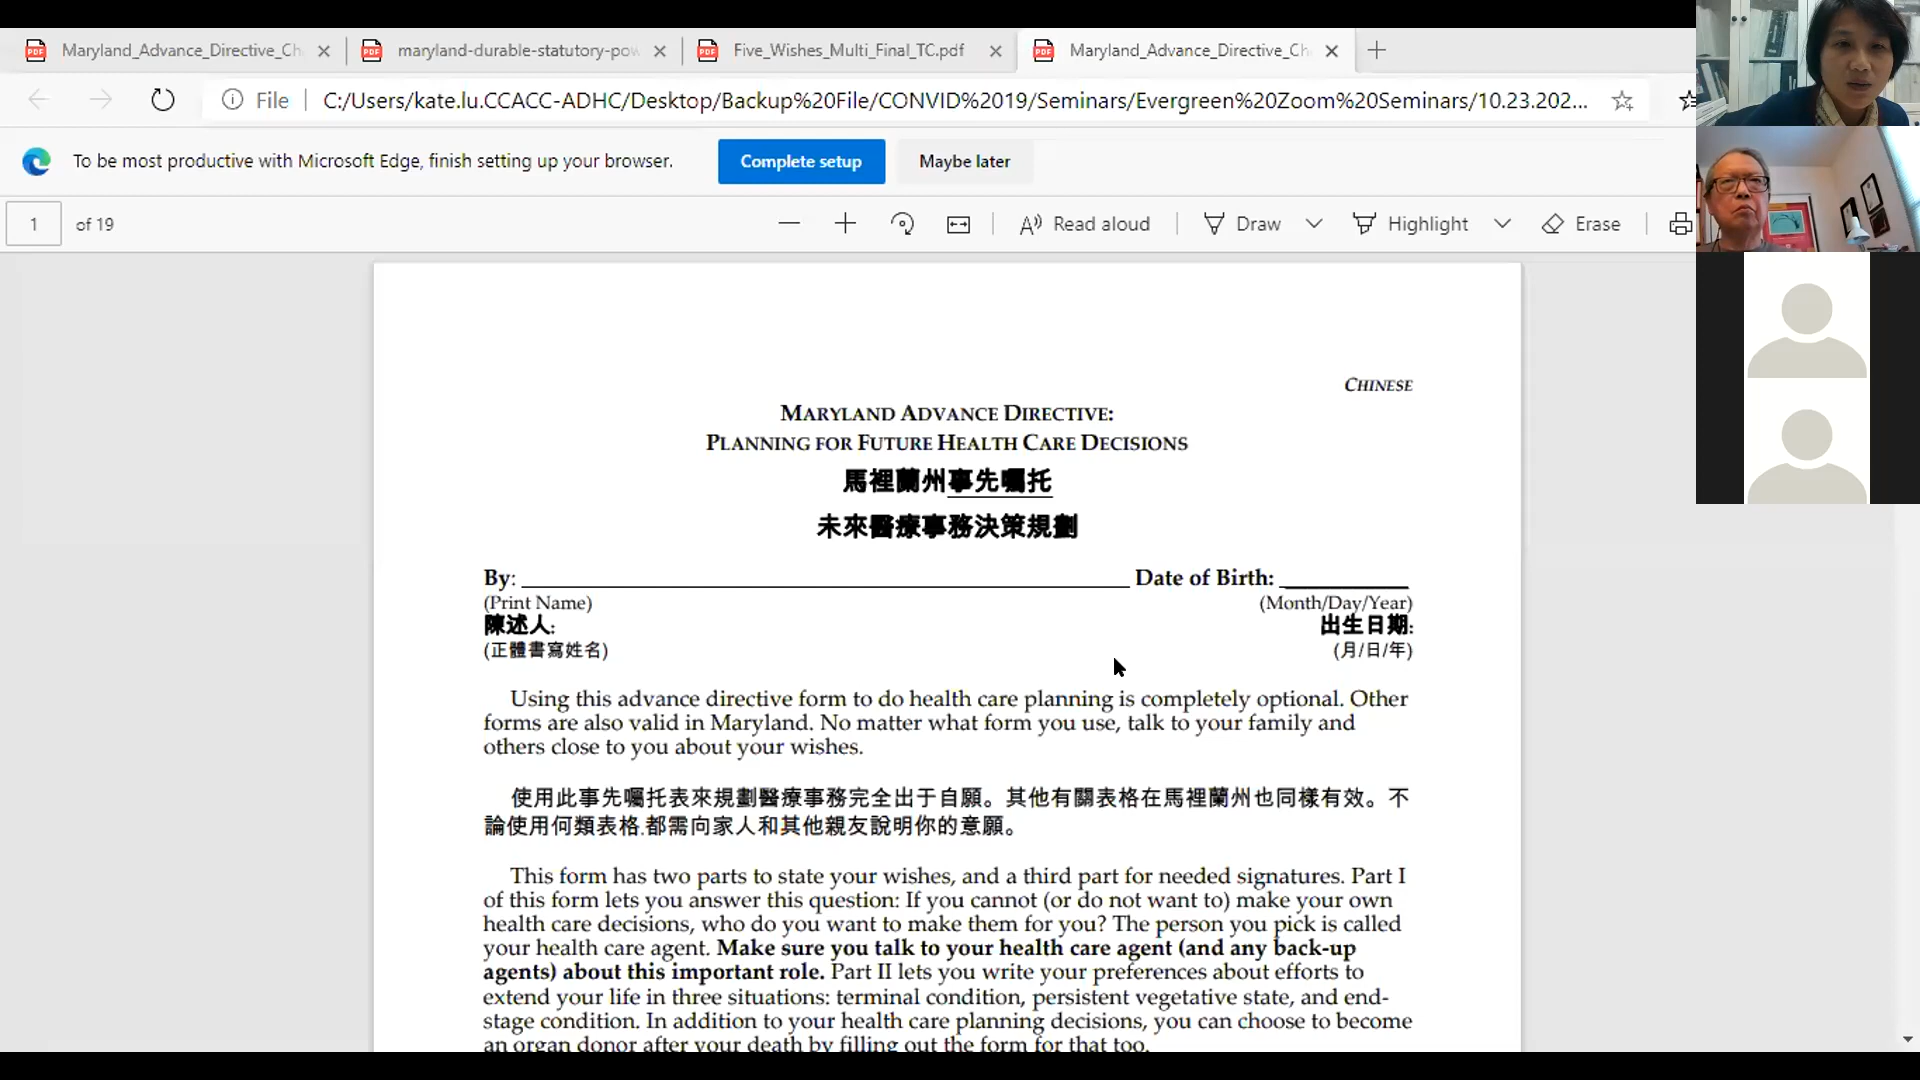 Maryland_Advance_Directive_Ch
maryland-durable-statutory-pow
Five_Wishes_Multi_Final_TC.pdf
Maryland_Advance_Directive_Ch
File
C:/Users/kate.lu.CCACC-ADHC/Desktop/Backup%20File/CONVID%2019/Seminars/Evergreen%20Zoom%20Seminars/10.23.202...
To be most productive with Microsoft Edge, finish setting up your browser.
Complete setup
Maybe later
1 of 19
Read aloud
Draw
Highlight
Erase
CHINESE
MARYLAND ADVANCE DIRECTIVE:
PLANNING FOR FUTURE HEALTH CARE DECISIONS
馬裡蘭州事先囑托
未來醫療事務決策規劃
By: Date of Birth:
(Print Name) (Month/Day/Year)
陳述人: 出生日期:
(正體書寫姓名) (月/日/年)
Using this advance directive form to do health care planning is completely optional. Other
forms are also valid in Maryland. No matter what form you use, talk to your family and
others close to you about your wishes.
使用此事先囑托表來規劃醫療事務完全出于自願。其他有關表格在馬裡蘭州也同樣有效。不
論使用何類表格,都需向家人和其他親友說明你的意願。
This form has two parts to state your wishes, and a third part for needed signatures. Part I
of this form lets you answer this question: If you cannot (or do not want to) make your own
health care decisions, who do you want to make them for you? The person you pick is called
your health care agent. Make sure you talk to your health care agent (and any back-up
agents) about this important role. Part II lets you write your preferences about efforts to
extend your life in three situations: terminal condition, persistent vegetative state, and end-
stage condition. In addition to your health care planning decisions, you can choose to become
an organ donor after your death by filling out the form for that too.